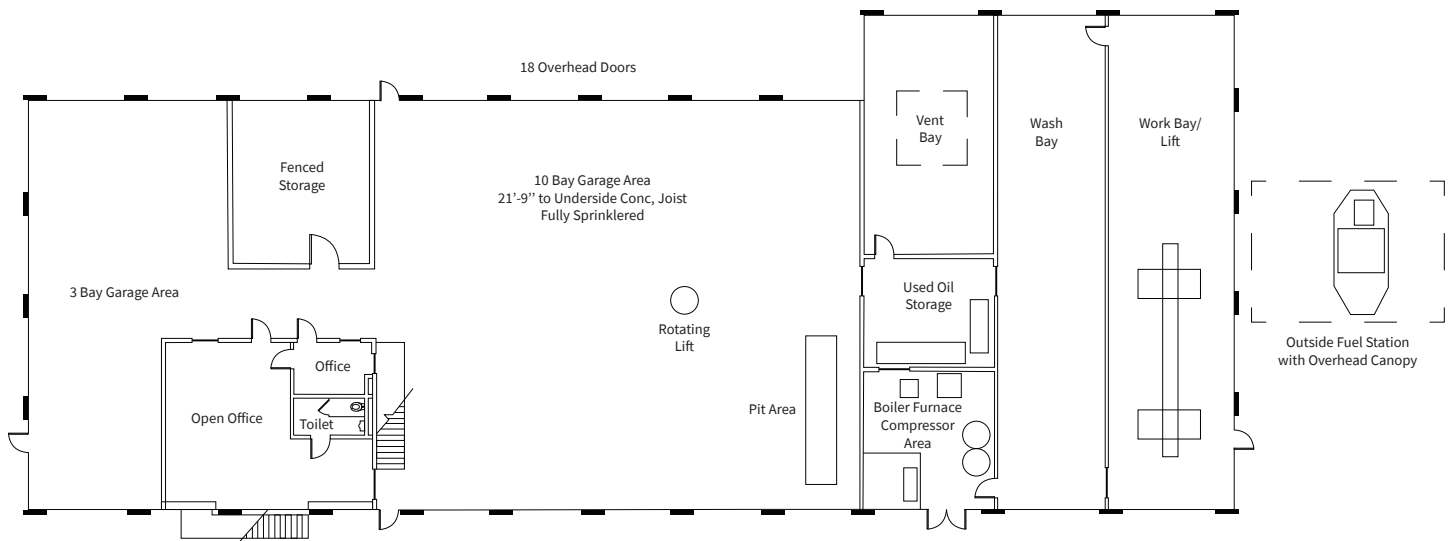 18 Overhead Doors
Vent
Bay
Wash
Bay
Work Bay/
Lift
Fenced
Storage
10 Bay Garage Area
21’-9’’ to Underside Conc, Joist
Fully Sprinklered
3 Bay Garage Area
Used Oil
Storage
Rotating
Lift
Outside Fuel Station
with Overhead Canopy
Office
Open Office
Toilet
Pit Area
Boiler Furnace
Compressor
Area